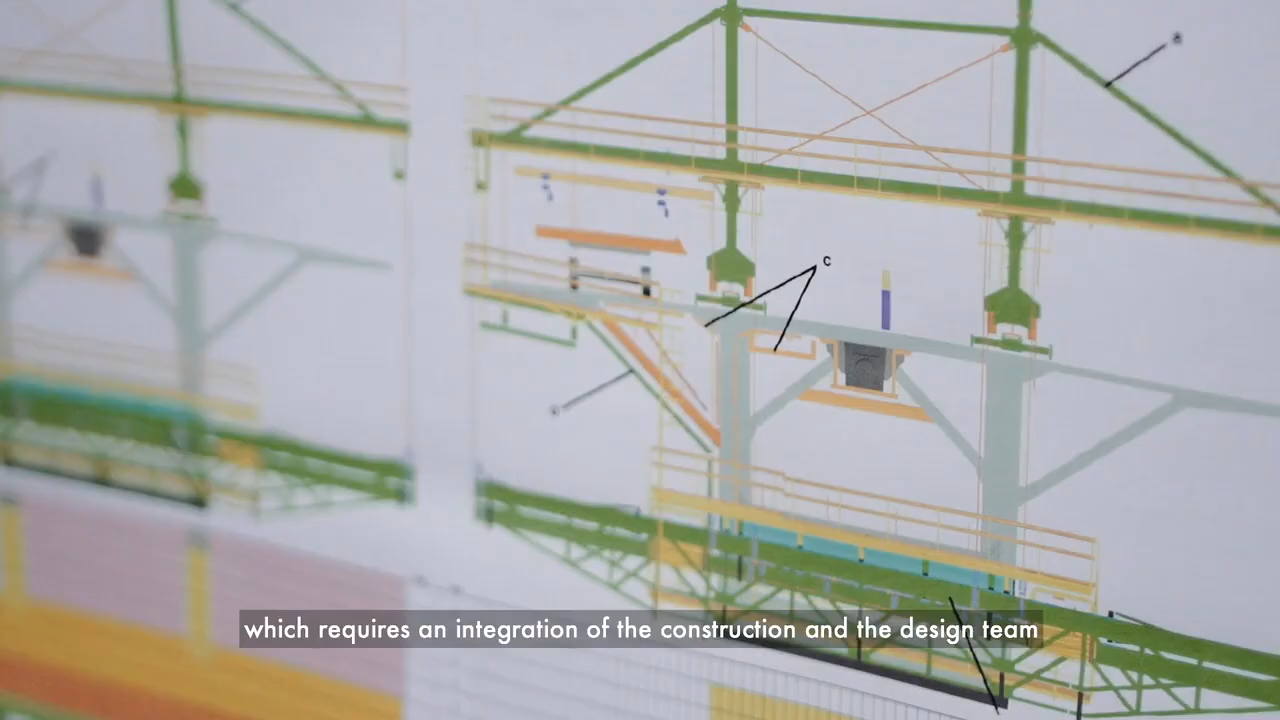 c
which requires an integration of the construction and the design team